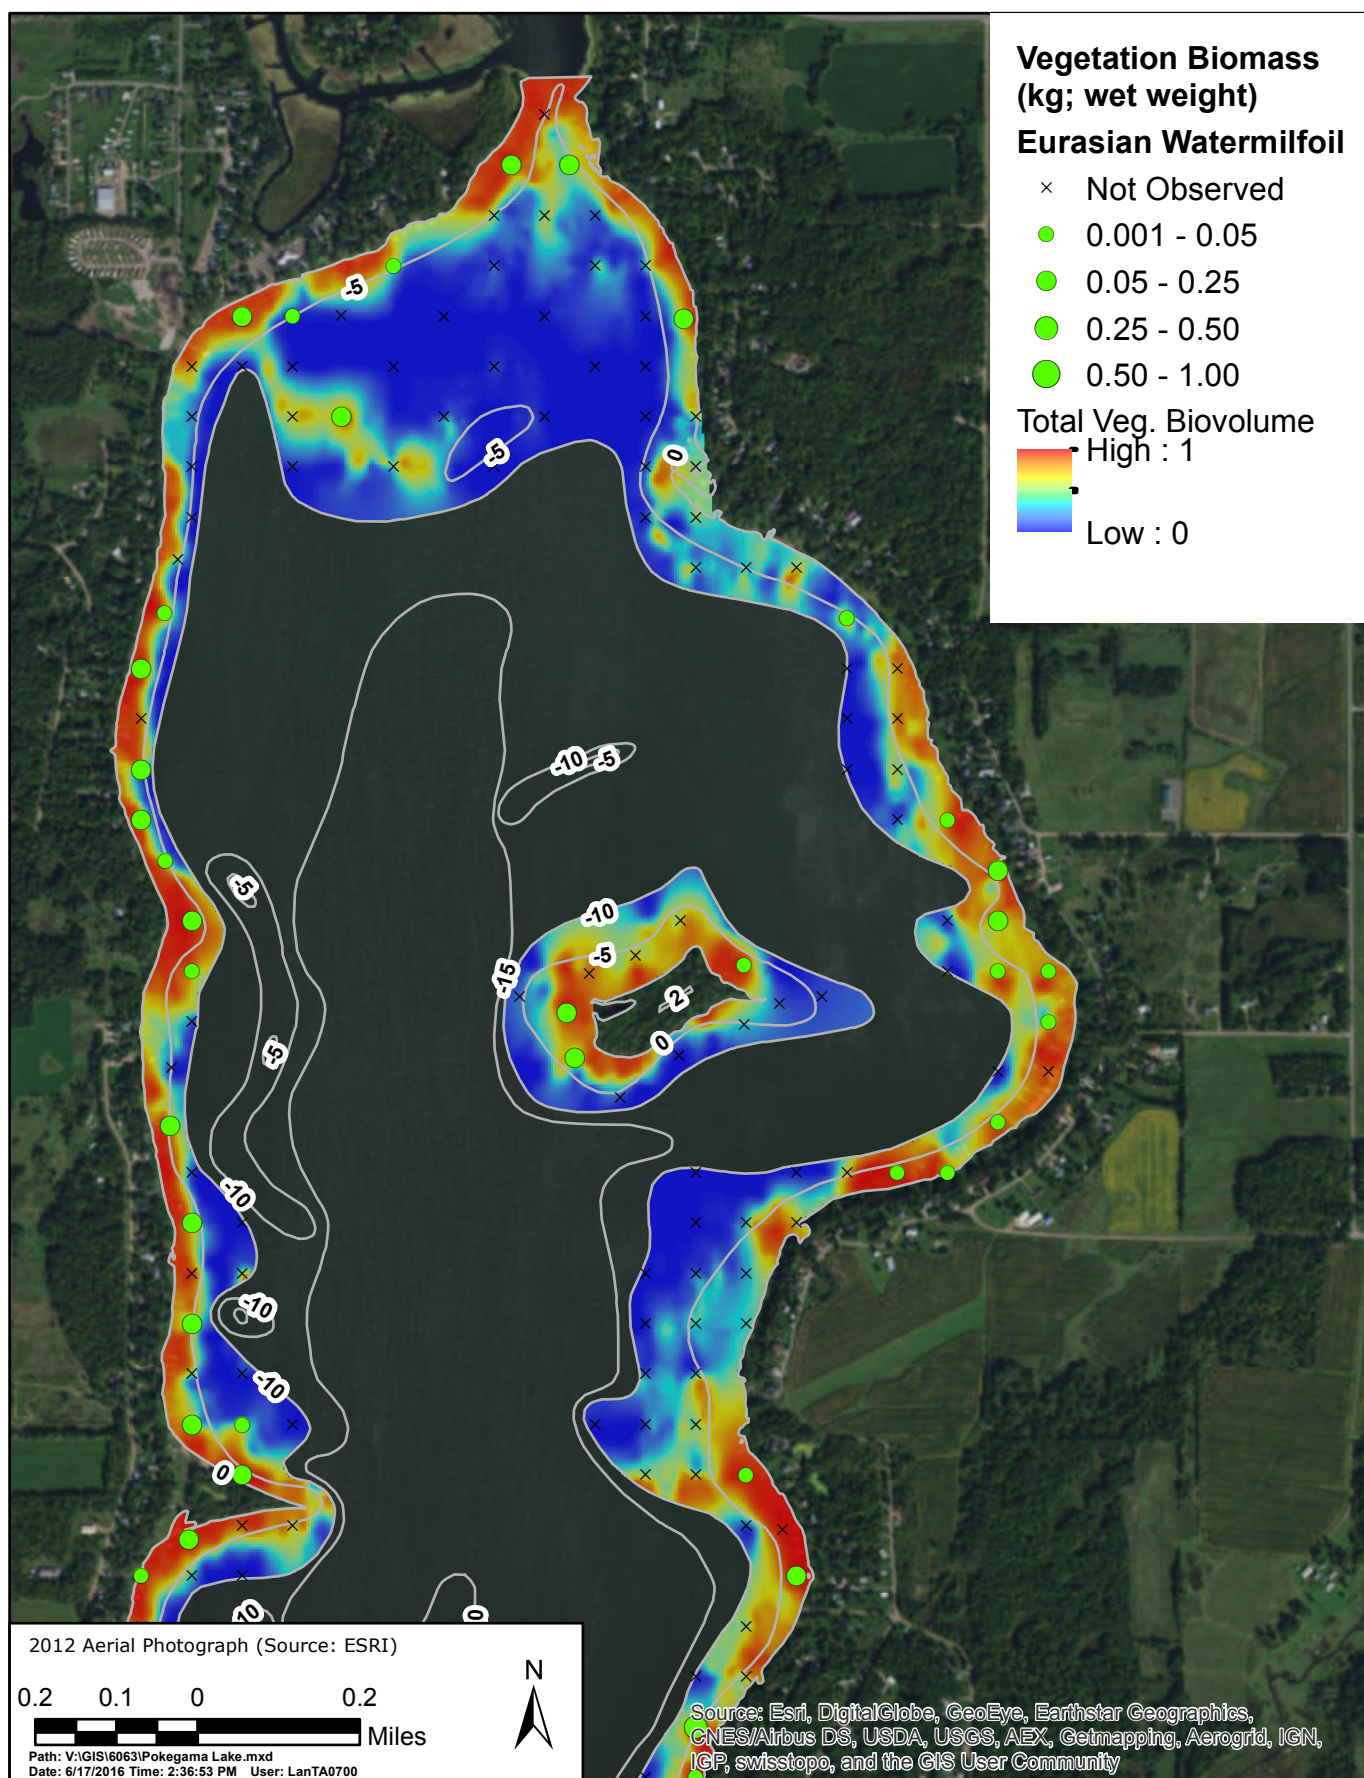 Vegetation Biomass
(kg; wet weight)
Eurasian Watermilfoil
Not Observed
0.001 - 0.05
0.05 - 0.25
0.25 - 0.50
0.50 - 1.00
Total Veg. Biovolume
High : 1
Low : 0
-5
-5
0
-10
-5
-5
-10
-5
-15
2
-5
0
-10
-10
-10
0
10
0
2012 Aerial Photograph (Source: ESRI)
N
0.2 0.1 0 0.2
Miles
Path: V:\GIS\6063\Pokegama Lake.mxd
Date: 6/17/2016 Time: 2:36:53 PM User: LanTA0700
Source: Esri, DigitalGlobe, GeoEye, Earthstar Geographics,
CNES/Airbus DS, USDA, USGS, AEX, Getmapping, Aerogrid, IGN,
IGP, swisstopo, and the GIS User Community